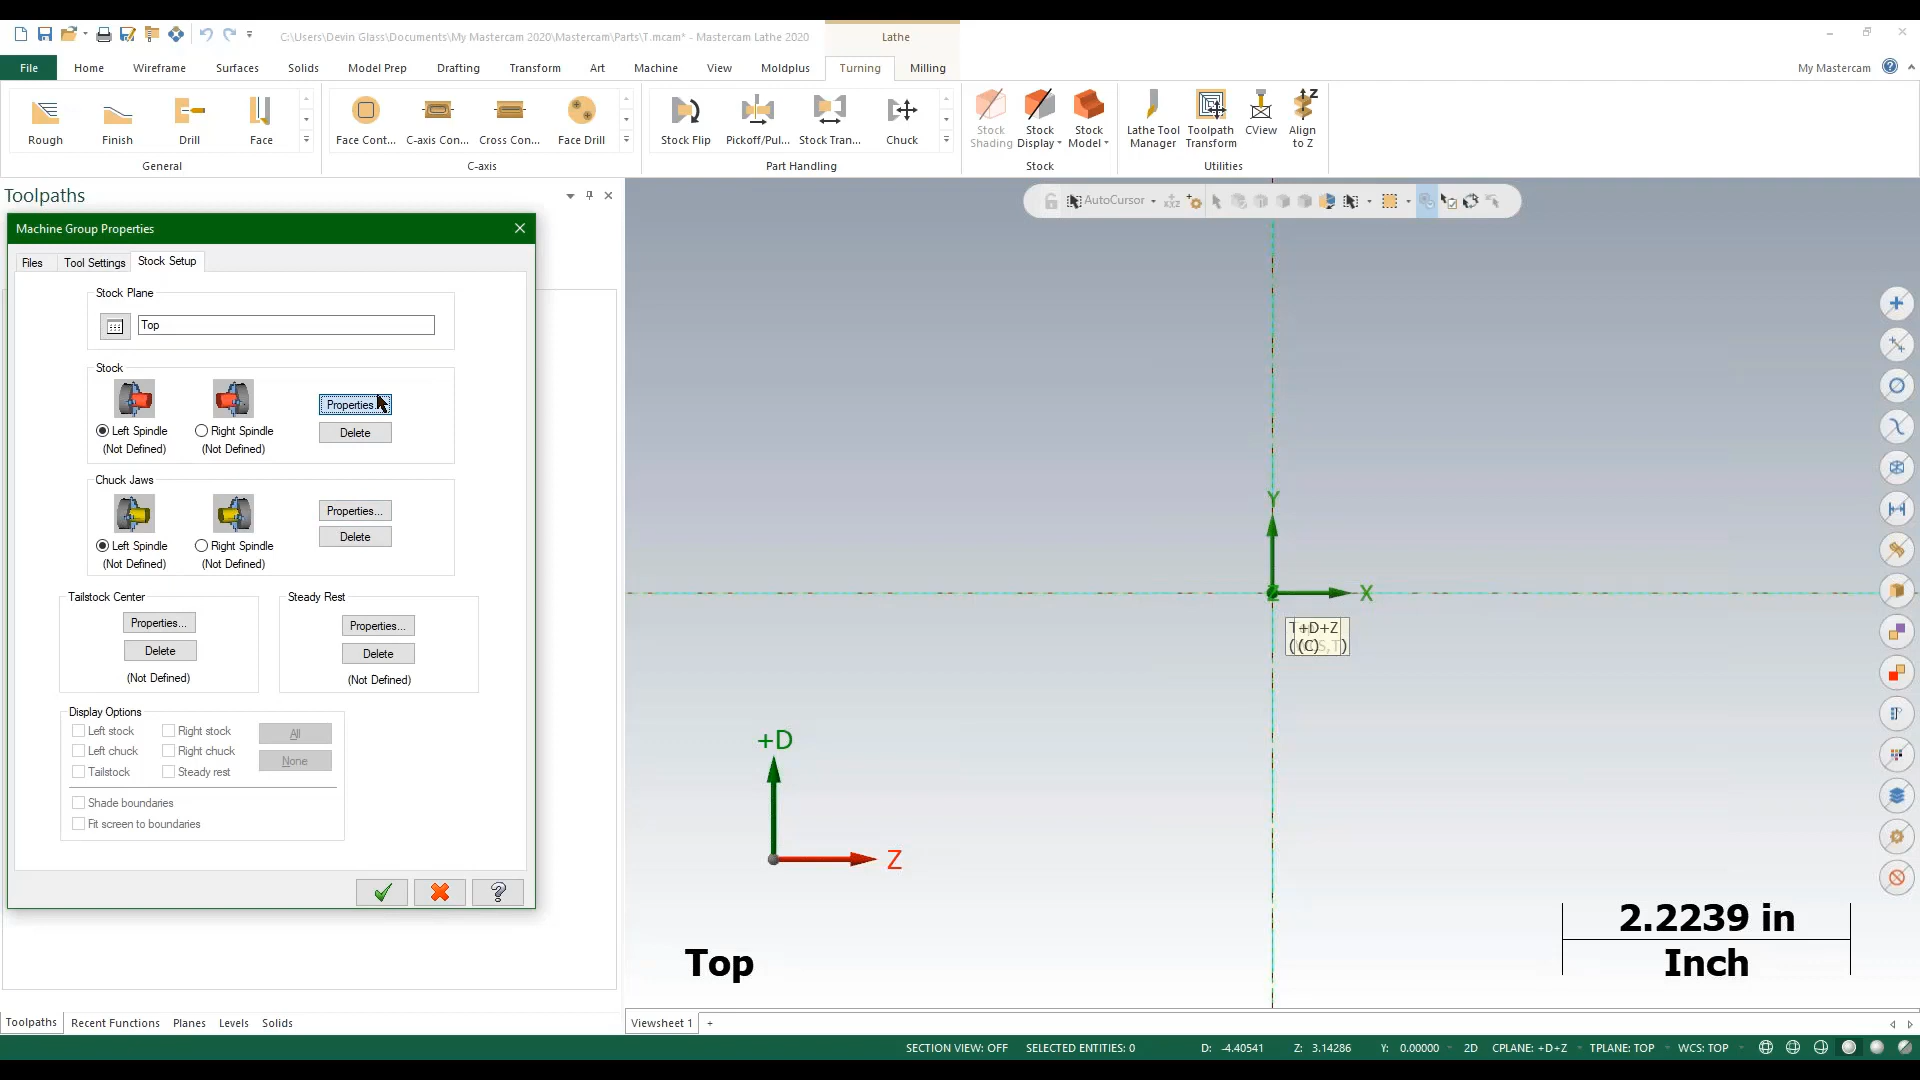 C:\Users\Devin Glass\Documents\My Mastercam 2020\Mastercam\Parts\T.mcam* - Mastercam Lathe 2020
Lathe
File
Home
Wireframe
Surfaces
Solids
Model Prep
Drafting
Transform
Art
Machine
View
Moldplus
Turning
Milling
My Mastercam
Rough
Finish
Drill
Face
General
Face Cont...
C-axis Con...
Cross Con...
Face Drill
C-axis
Stock Flip
Pickoff/Pul...
Stock Tran...
Chuck
Part Handling
Stock
Shading
Stock
Display
Stock
Model
Stock
Lathe Tool
Manager
Toolpath
Transform
CView
Align
to Z
Utilities
Toolpaths
AutoCursor
Machine Group Properties
Files
Tool Settings
Stock Setup
Stock Plane
Top
Stock
Left Spindle
(Not Defined)
Right Spindle
(Not Defined)
Properties...
Delete
Chuck Jaws
Left Spindle
(Not Defined)
Right Spindle
(Not Defined)
Properties...
Delete
Tailstock Center
Properties...
Delete
(Not Defined)
Steady Rest
Properties...
Delete
(Not Defined)
Display Options
Left stock
Right stock
All
Left chuck
Right chuck
None
Tailstock
Steady rest
Shade boundaries
Fit screen to boundaries
Y
X
Z
+D
Z
Top
2.2239 in
Inch
Toolpaths
Recent Functions
Planes
Levels
Solids
Viewsheet 1
+
SECTION VIEW: OFF
SELECTED ENTITIES: 0
D: -4.40541
Z: 3.14286
Y: 0.00000
2D
CPLANE: +D+Z
TPLANE: TOP
WCS: TOP